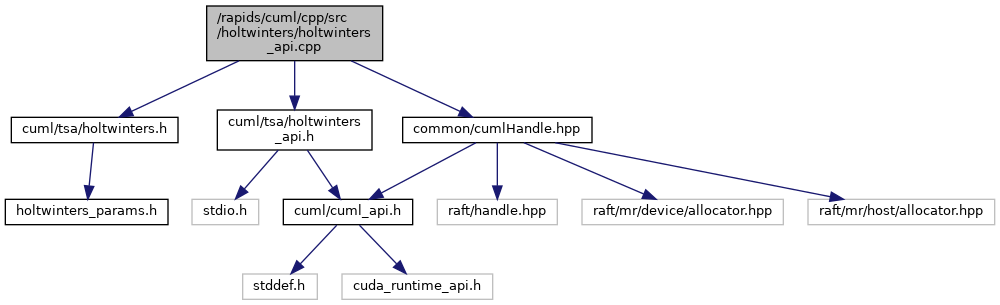 /rapids/cuml/cpp/src
/holtwinters/holtwinters
_api.cpp
cuml/tsa/holtwinters.h
cuml/tsa/holtwinters
_api.h
common/cumlHandle.hpp
holtwinters_params.h
stdio.h
cuml/cuml_api.h
raft/handle.hpp
raft/mr/device/allocator.hpp
raft/mr/host/allocator.hpp
stddef.h
cuda_runtime_api.h